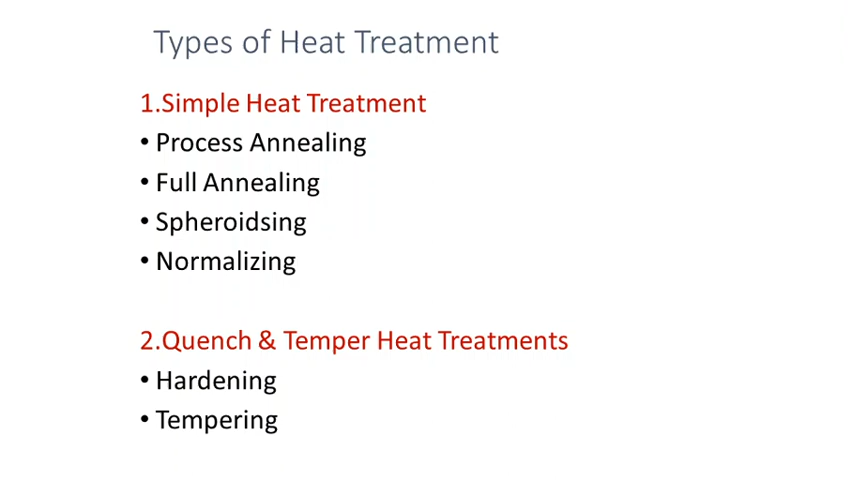 Types of Heat Treatment
1.Simple Heat Treatment
• Process Annealing
• Full Annealing
• Spheroidsing
• Normalizing
2.Quench & Temper Heat Treatments
• Hardening
• Tempering